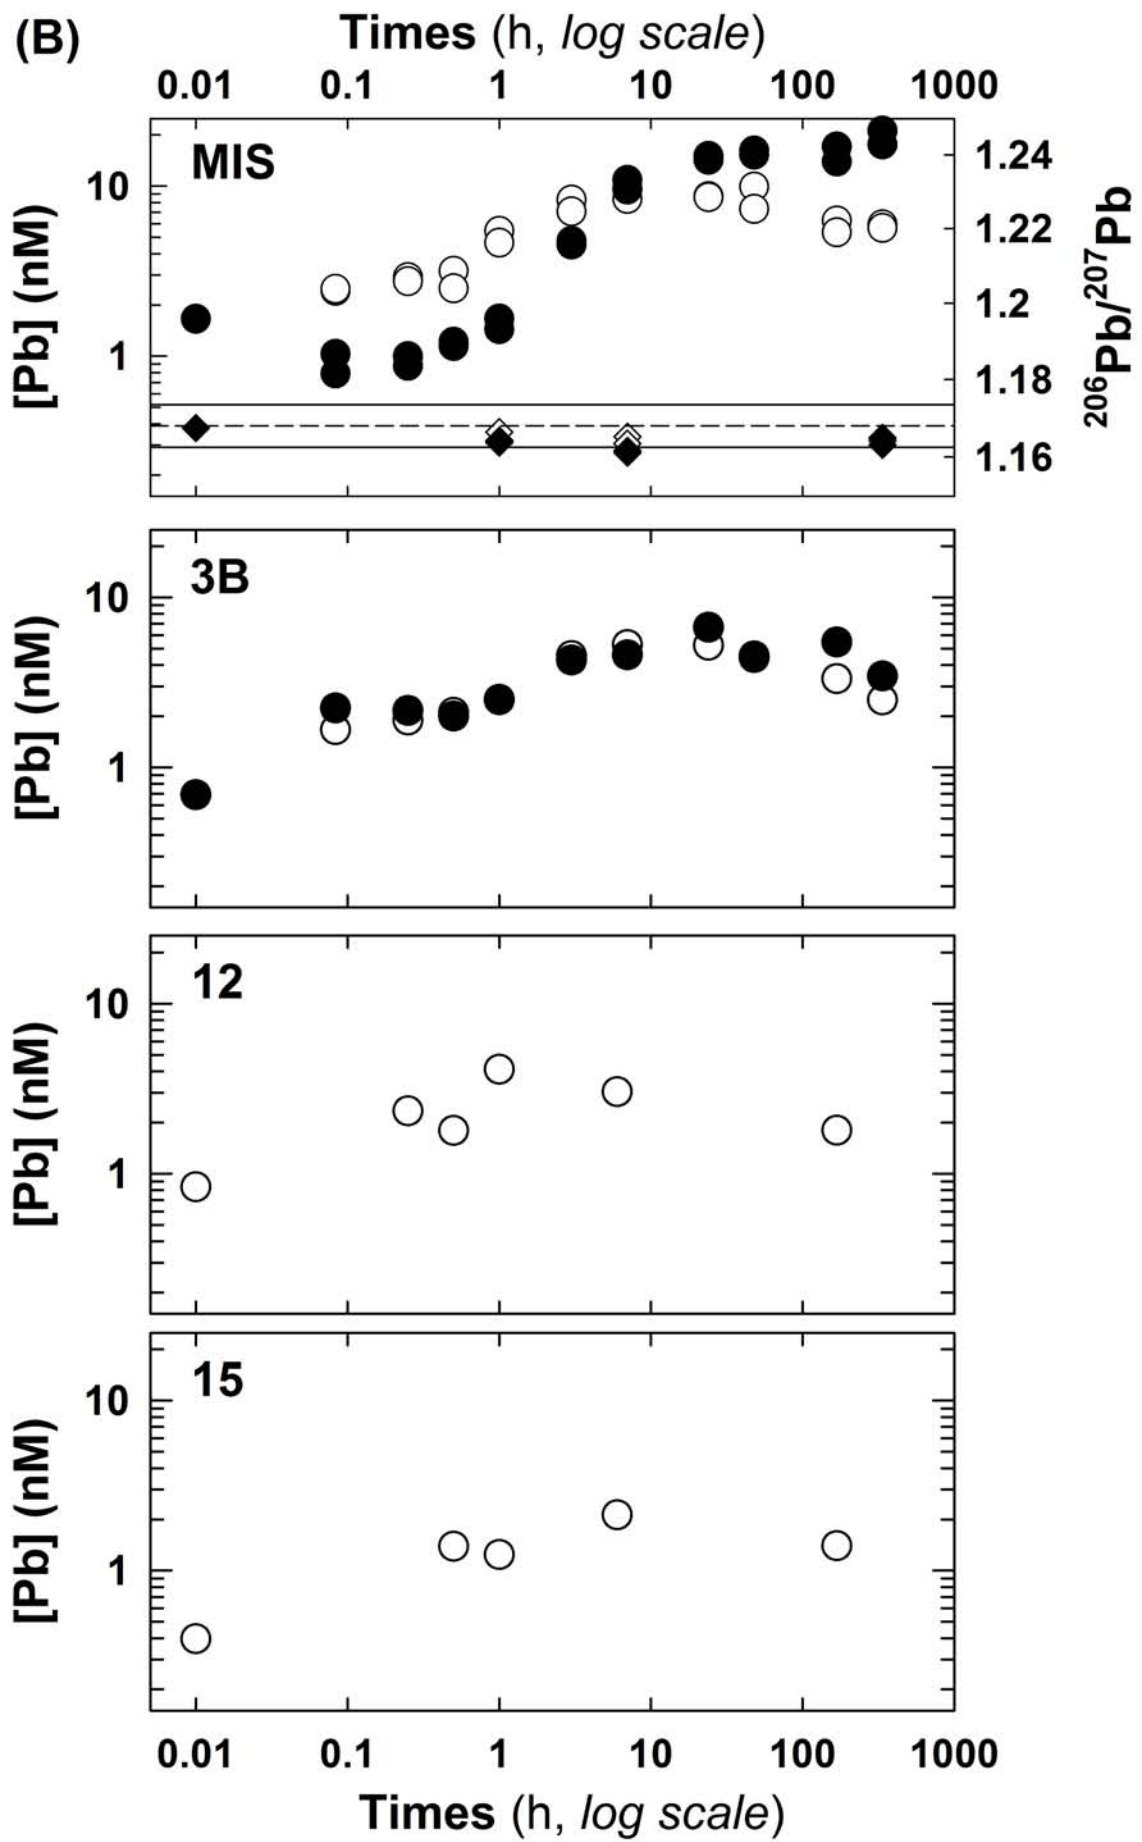 (B)
Times (h, log scale)
0.01 0.1 1 10 100 1000
MIS
[Pb] (nM)
10
1
1.24
1.22
1.2
1.18
1.16
²⁰⁶Pb/²⁰⁷Pb
3B
[Pb] (nM)
10
1
12
[Pb] (nM)
10
1
15
[Pb] (nM)
10
1
0.01 0.1 1 10 100 1000
Times (h, log scale)